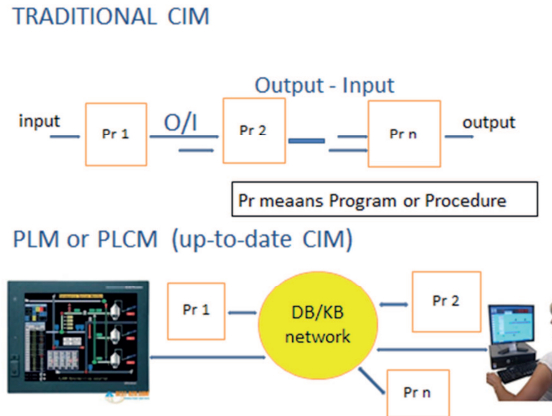 TRADITIONAL CIM
Output - Input
input
Pr 1
O/I
Pr 2
Pr n
output
Pr meaans Program or Procedure
PLM or PLCM (up-to-date CIM)
Pr 1
DB/KB
network
Pr 2
Pr n